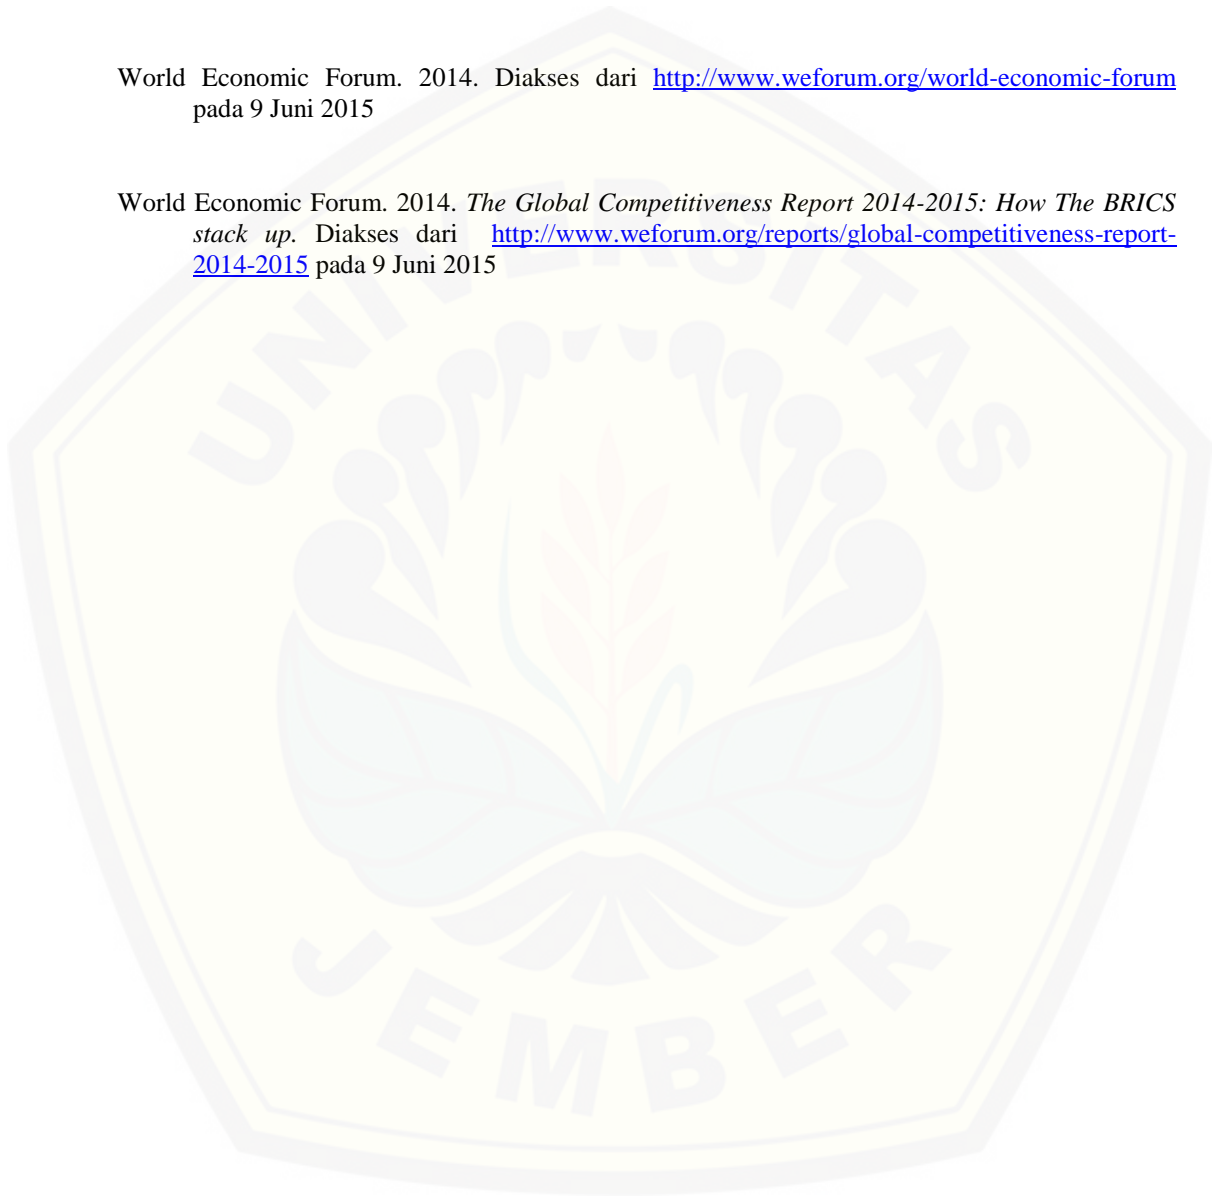 World Economic Forum. 2014. Diakses dari http://www.weforum.org/world-economic-forum
pada 9 Juni 2015
World Economic Forum. 2014. The Global Competitiveness Report 2014-2015: How The BRICS
stack up. Diakses dari http://www.weforum.org/reports/global-competitiveness-report-
2014-2015 pada 9 Juni 2015
UNIVERSITAS
JEMBER